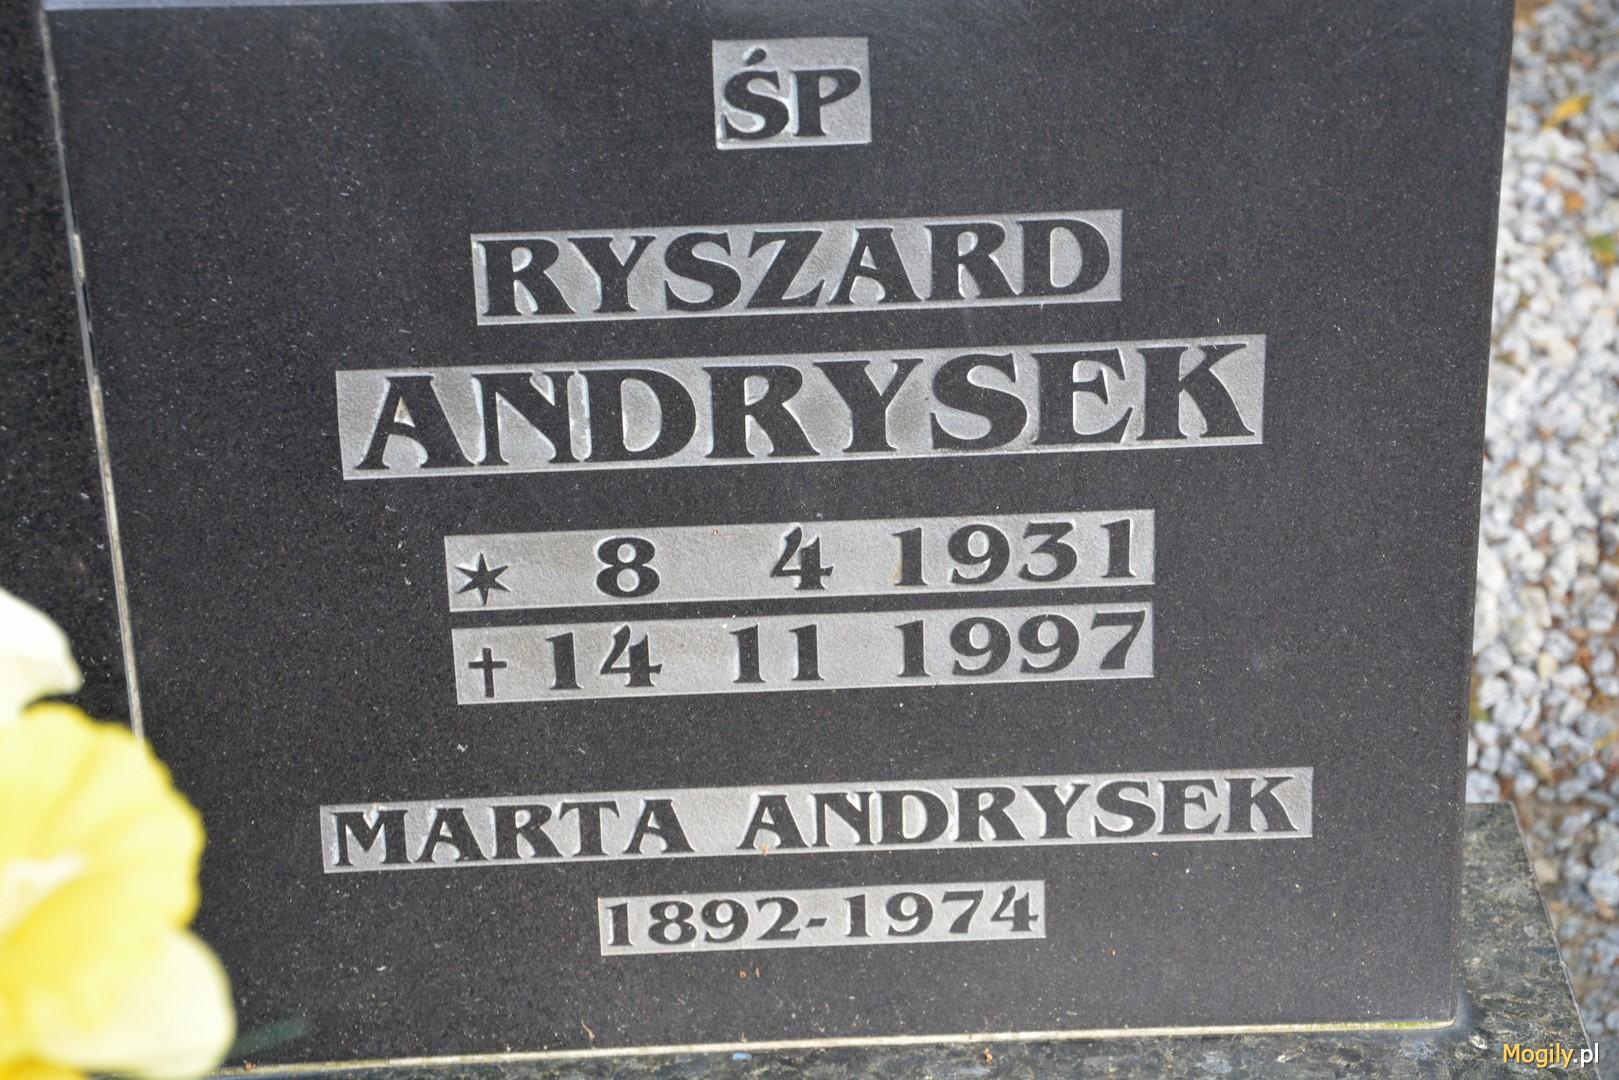 ŚP
RYSZARD
ANDRYSEK
✶ 8 4 1931
† 14 11 1997
MARTA ANDRYSEK
1892-1974
Mogily.pl